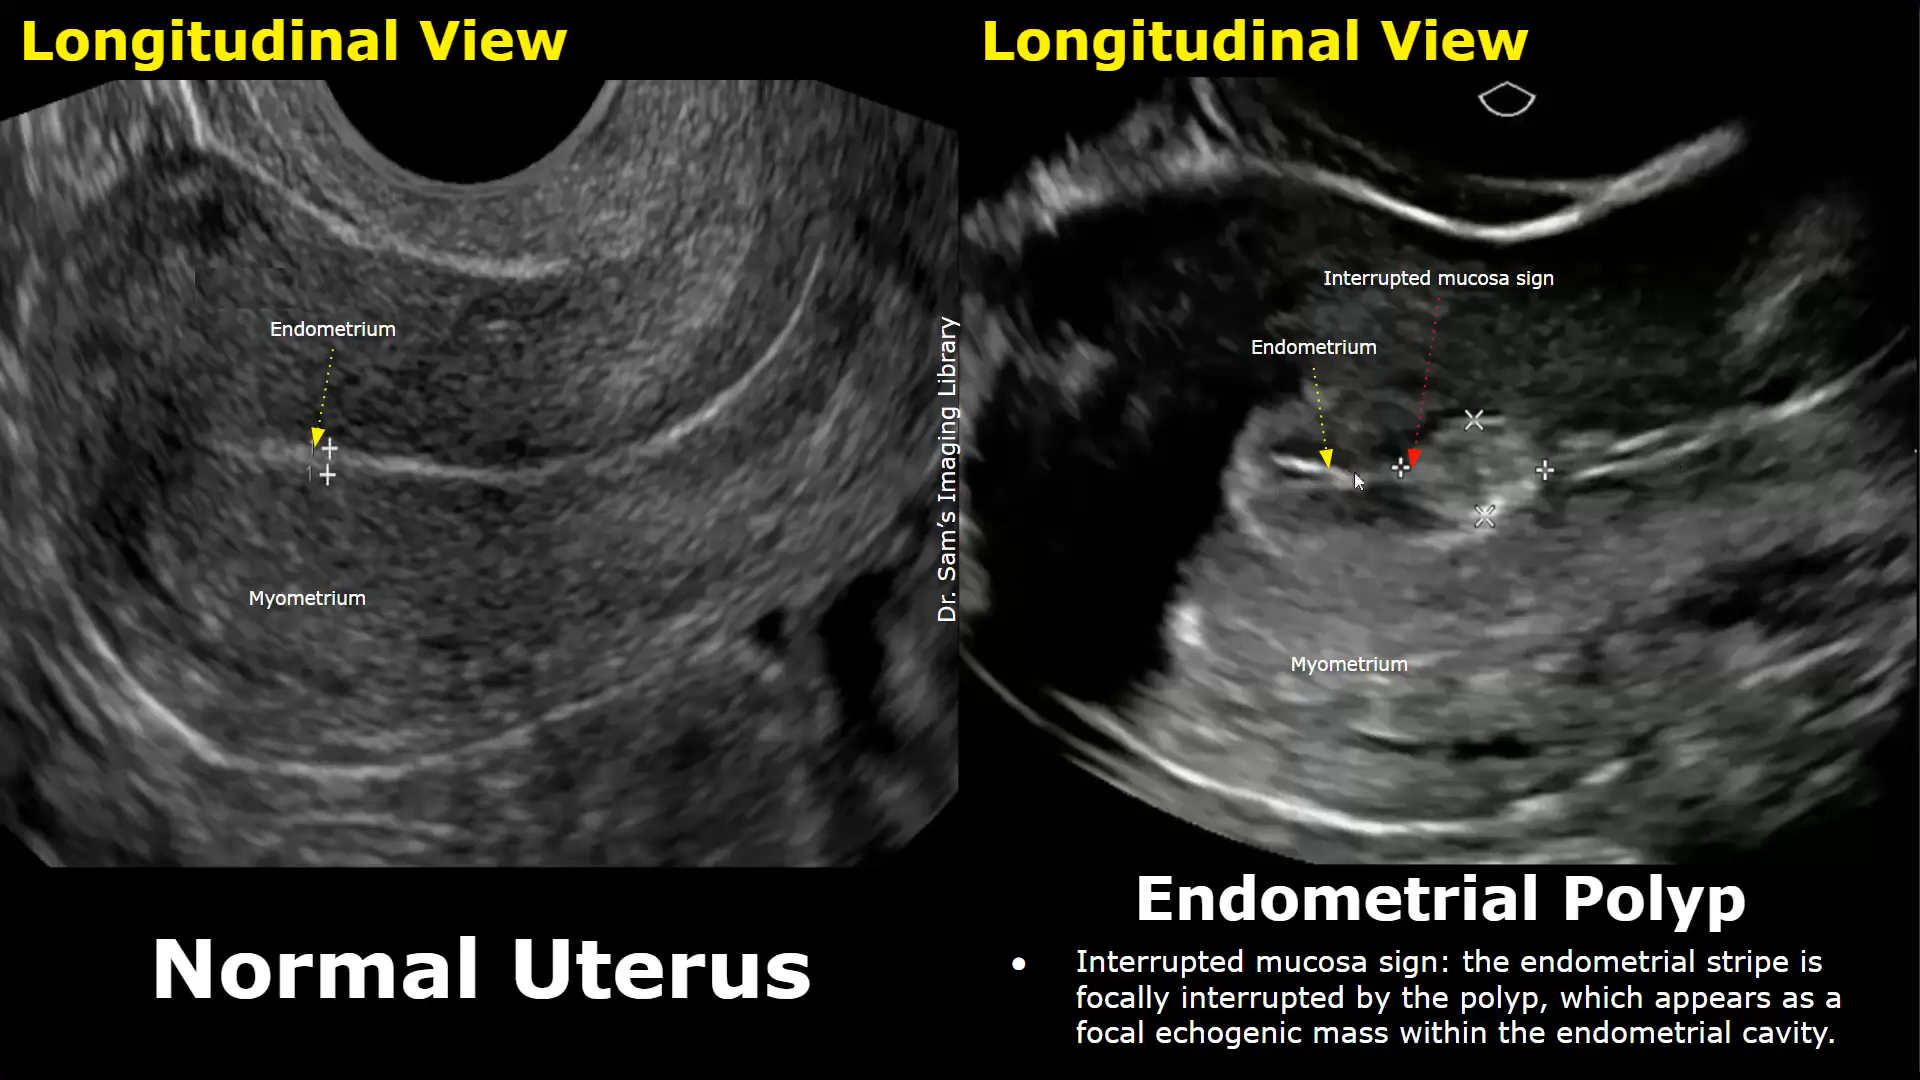 Longitudinal View
Endometrium
Myometrium
Normal Uterus
Dr. Sam’s Imaging Library
Longitudinal View
Interrupted mucosa sign
Endometrium
Myometrium
Endometrial Polyp
● Interrupted mucosa sign: the endometrial stripe is
focally interrupted by the polyp, which appears as a
focal echogenic mass within the endometrial cavity.